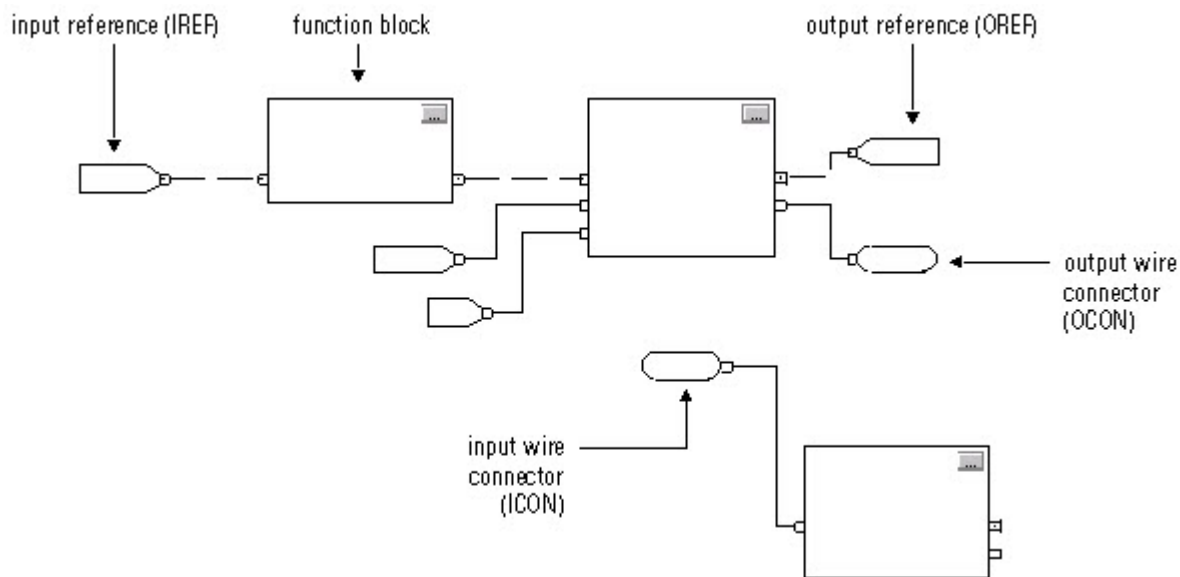 input reference (IREF)
function block
output reference (OREF)
...
...
output wire
connector
(OCON)
input wire
connector
(ICON)
...